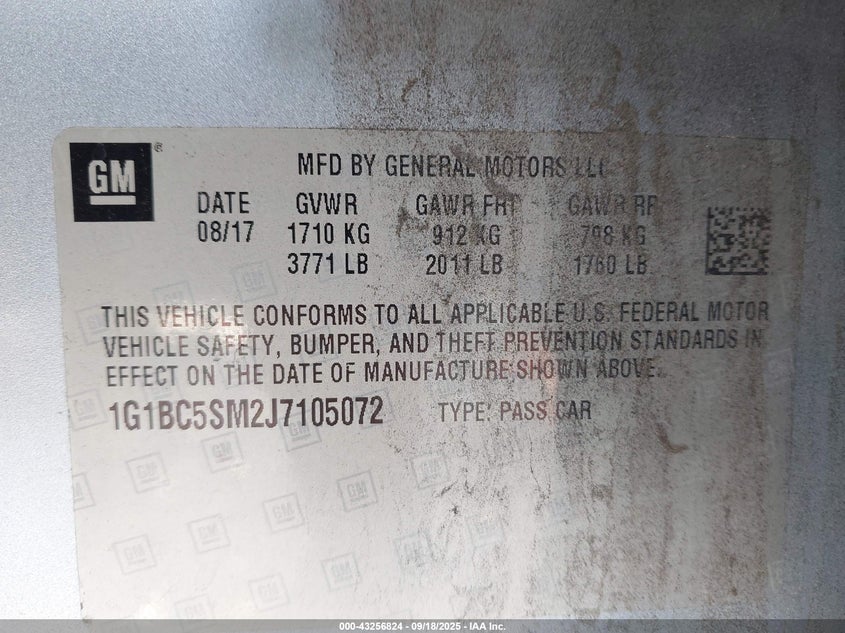 GM ® MFD BY GENERAL MOTORS LLC
DATE GVWR GAWR FRT GAWR RR
08/17 1710 KG 912 KG 798 KG
3771 LB 2011 LB 1760 LB
THIS VEHICLE CONFORMS TO ALL APPLICABLE U.S. FEDERAL MOTOR
VEHICLE SAFETY, BUMPER, AND THEFT PREVENTION STANDARDS IN
EFFECT ON THE DATE OF MANUFACTURE SHOWN ABOVE.
1G1BC5SM2J7105072 TYPE: PASS CAR
000-43256824 - 09/18/2025 - IAA Inc.